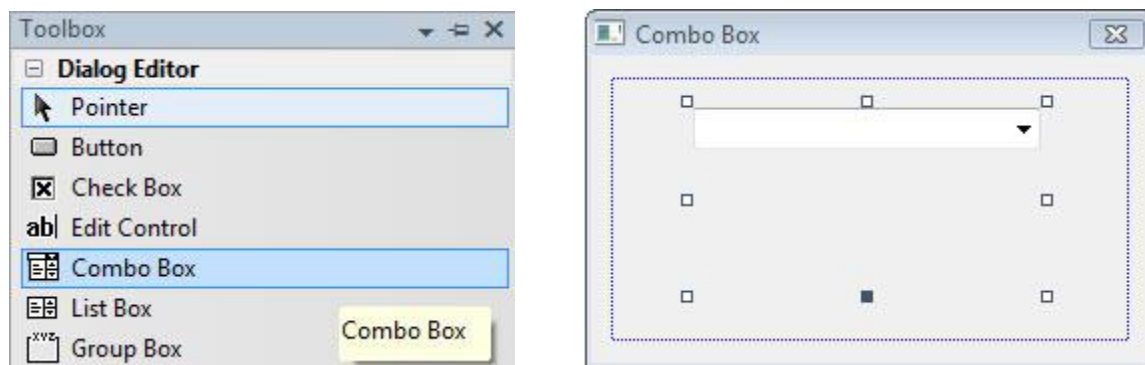 Toolbox
Dialog Editor
Pointer
Button
Check Box
ab| Edit Control
Combo Box
List Box
xyz Group Box
Combo Box
Combo Box